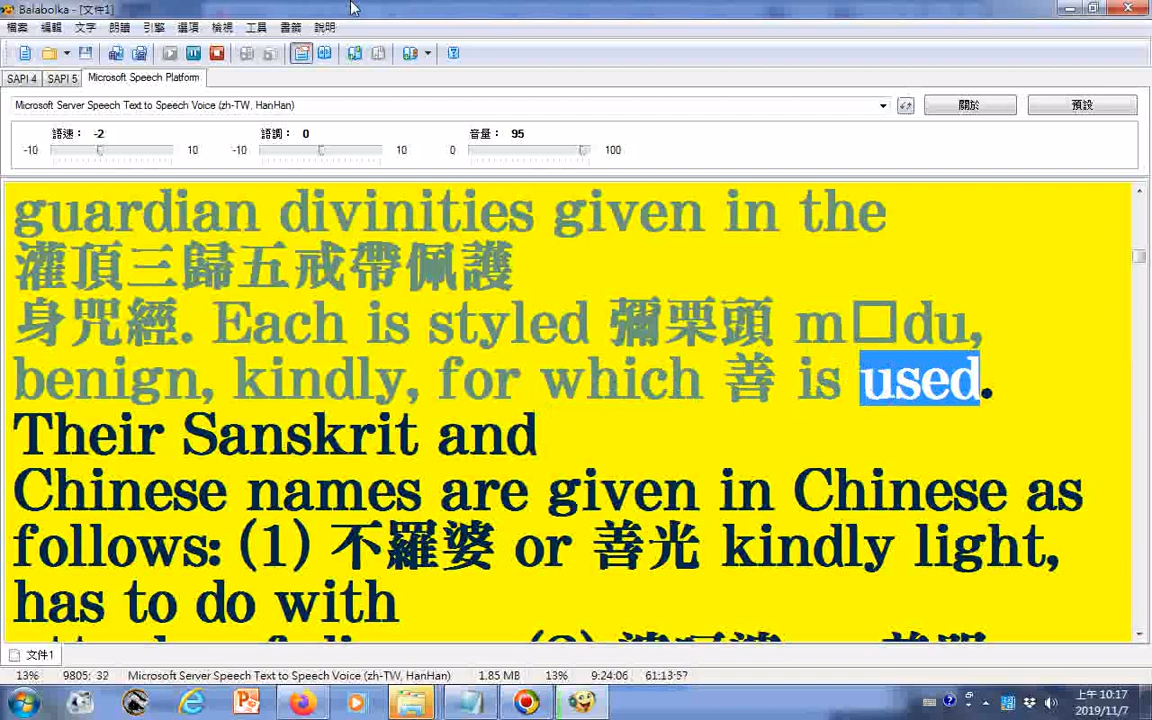 Balabolka - [文件1]
檔案 編輯 文字 朗讀 引擎 選項 檢視 工具 書籤 說明
SAPI 4 SAPI 5 Microsoft Speech Platform
Microsoft Server Speech Text to Speech Voice (zh-TW, HanHan) 關於 預設
語速： -2 語調： 0 音量： 95
-10 10 -10 10 0 100
guardian divinities given in the
灌頂三歸五戒帶佩護
身咒經. Each is styled 彌栗頭 m□du,
benign, kindly, for which 善 is used.
Their Sanskrit and
Chinese names are given in Chinese as
follows: (1) 不羅婆 or 善光 kindly light,
has to do with
文件1
13% 9805; 32 Microsoft Server Speech Text to Speech Voice (zh-TW, HanHan) 1.85 MB 13% 9:24:06 61:13:57
上午 10:17
2019/11/7